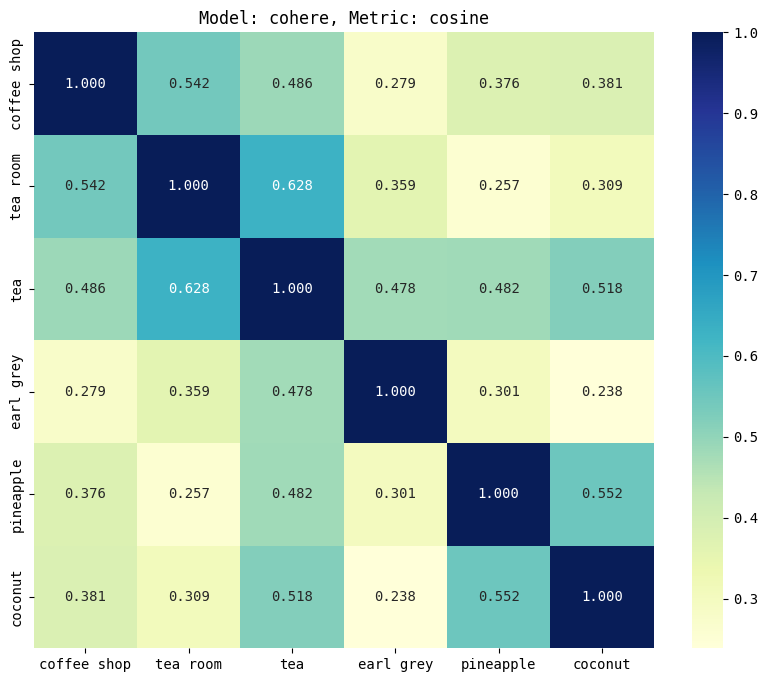 Model: cohere, Metric: cosine
coffee shop 1.000 0.542 0.486 0.279 0.376 0.381
tea room 0.542 1.000 0.628 0.359 0.257 0.309
tea 0.486 0.628 1.000 0.478 0.482 0.518
earl grey 0.279 0.359 0.478 1.000 0.301 0.238
pineapple 0.376 0.257 0.482 0.301 1.000 0.552
coconut 0.381 0.309 0.518 0.238 0.552 1.000
coffee shop tea room tea earl grey pineapple coconut
1.0
0.9
0.8
0.7
0.6
0.5
0.4
0.3